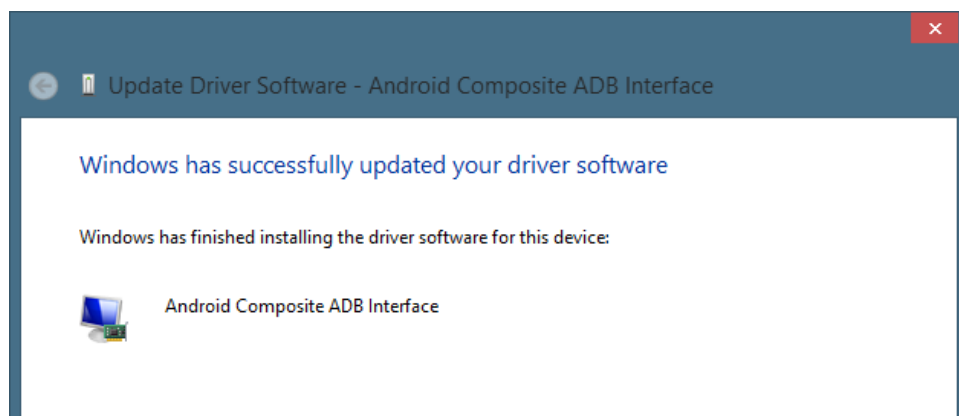 Update Driver Software - Android Composite ADB Interface
Windows has successfully updated your driver software
Windows has finished installing the driver software for this device:
Android Composite ADB Interface